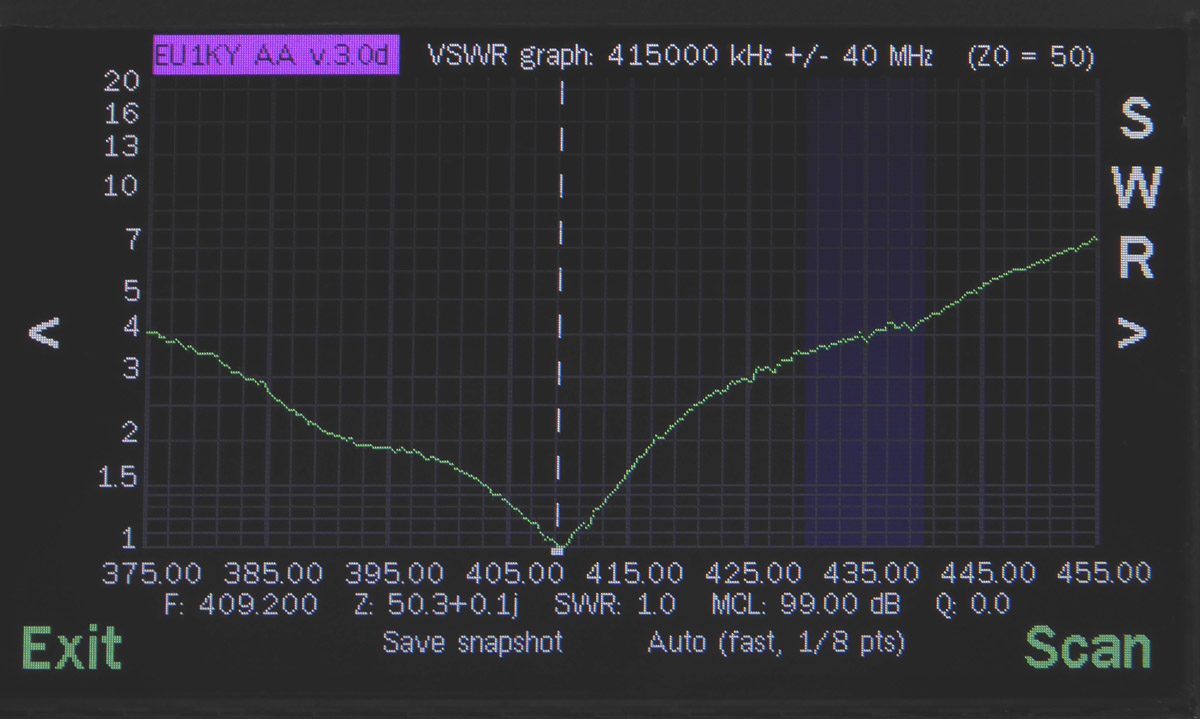 EU1KY AA v.3.0d VSWR graph: 415000 kHz +/- 40 MHz (Z0 = 50)
20
16
13
10
7
5
4
3
2
1.5
1
S
W
R
<
>
375.00 385.00 395.00 405.00 415.00 425.00 435.00 445.00 455.00
F: 409.200 Z: 50.3+0.1j SWR: 1.0 MCL: 99.00 dB Q: 0.0
Save snapshot Auto (fast, 1/8 pts)
Exit Scan